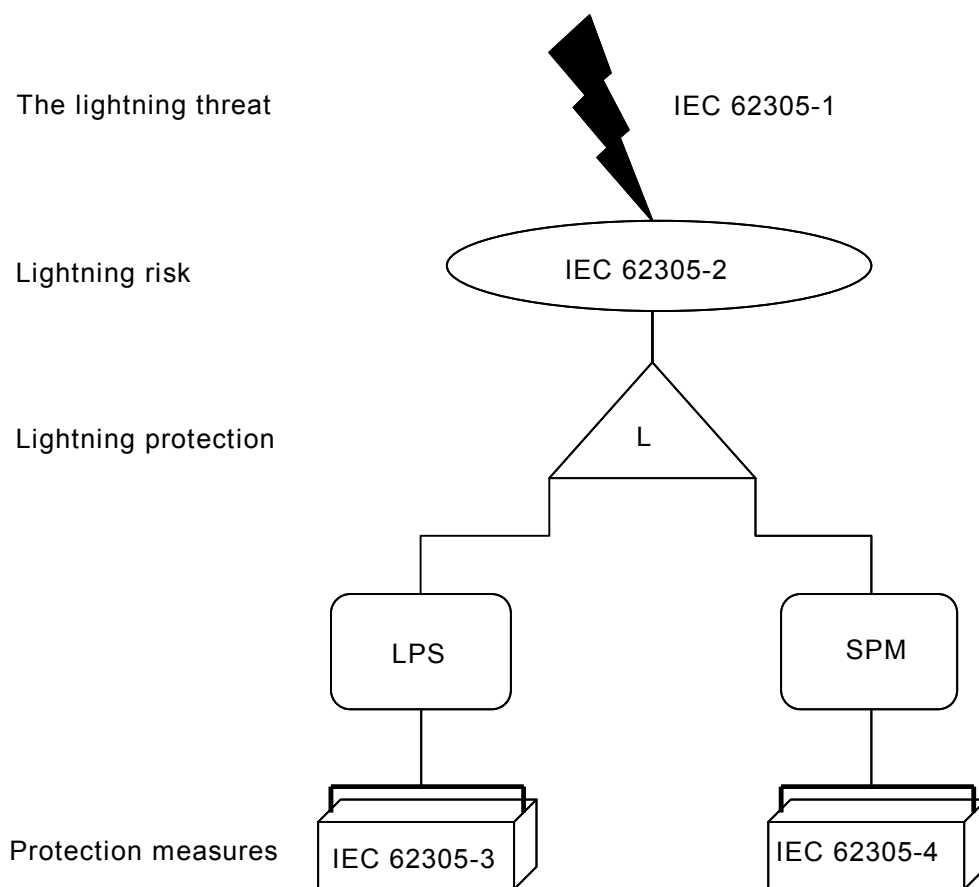 The lightning threat
IEC 62305-1
Lightning risk
IEC 62305-2
Lightning protection
L
LPS
SPM
Protection measures
IEC 62305-3
IEC 62305-4